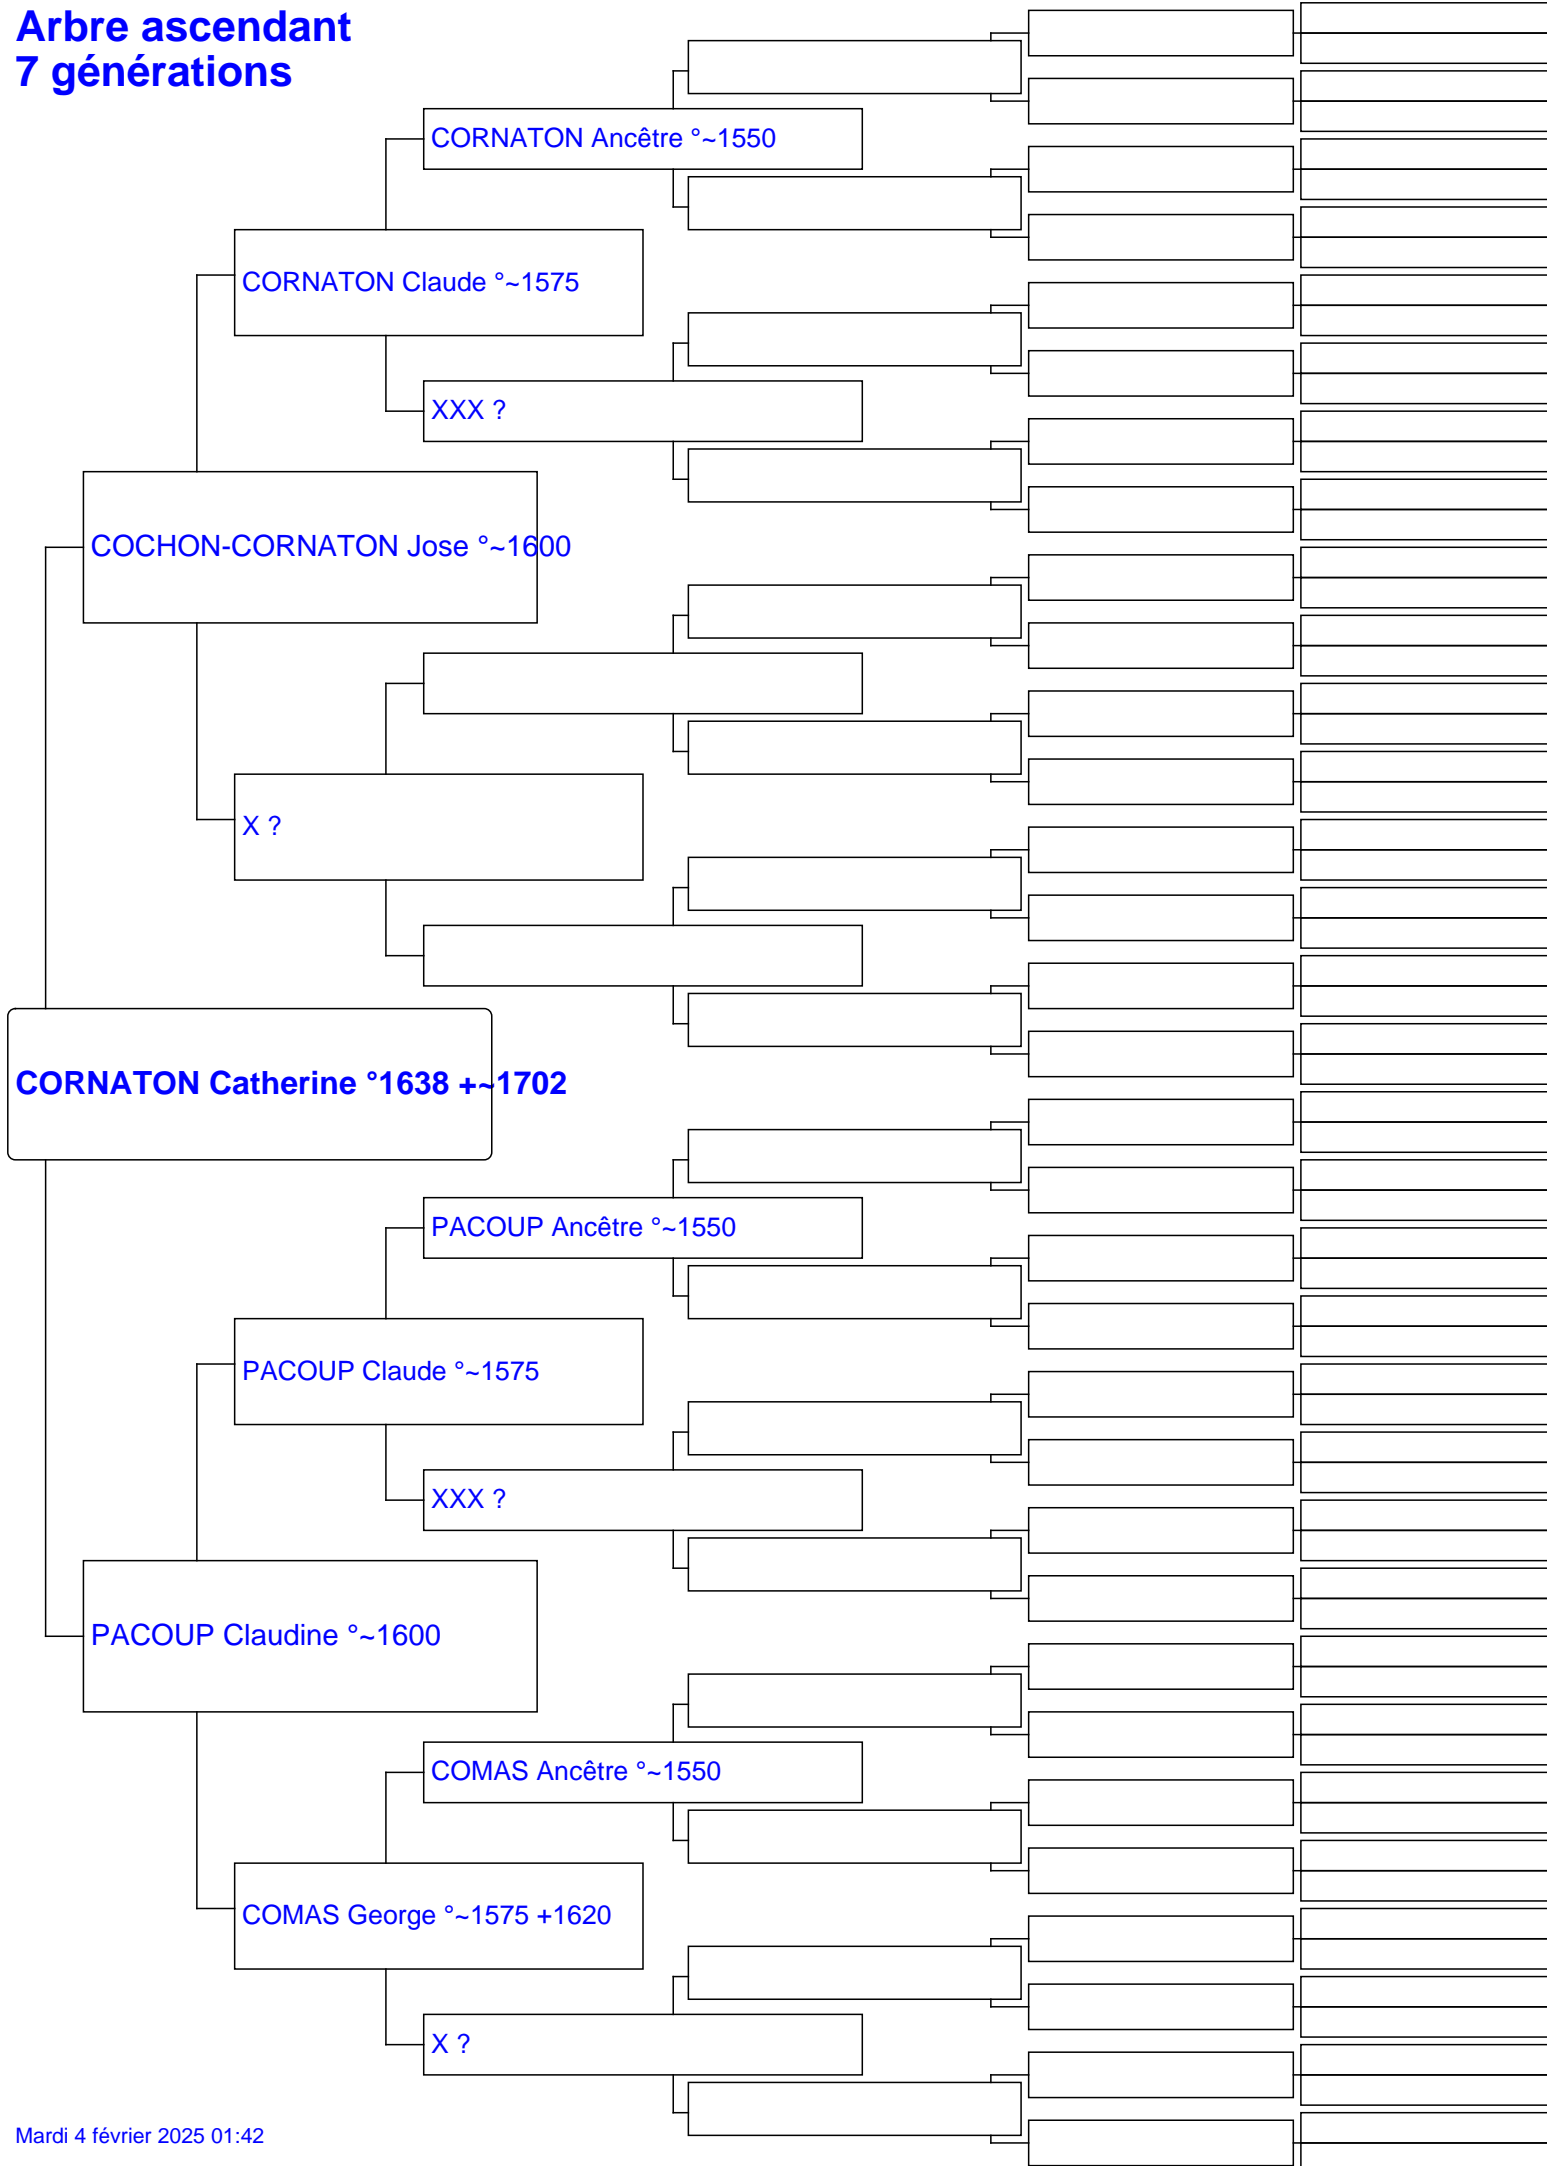 Arbre ascendant
7 générations
CORNATON Ancêtre °~1550
CORNATON Claude °~1575
XXX ?
COCHON-CORNATON Jose °~1600
X ?
CORNATON Catherine °1638 +~1702
PACOUP Ancêtre °~1550
PACOUP Claude °~1575
XXX ?
PACOUP Claudine °~1600
COMAS Ancêtre °~1550
COMAS George °~1575 +1620
X ?
Mardi 4 février 2025 01:42